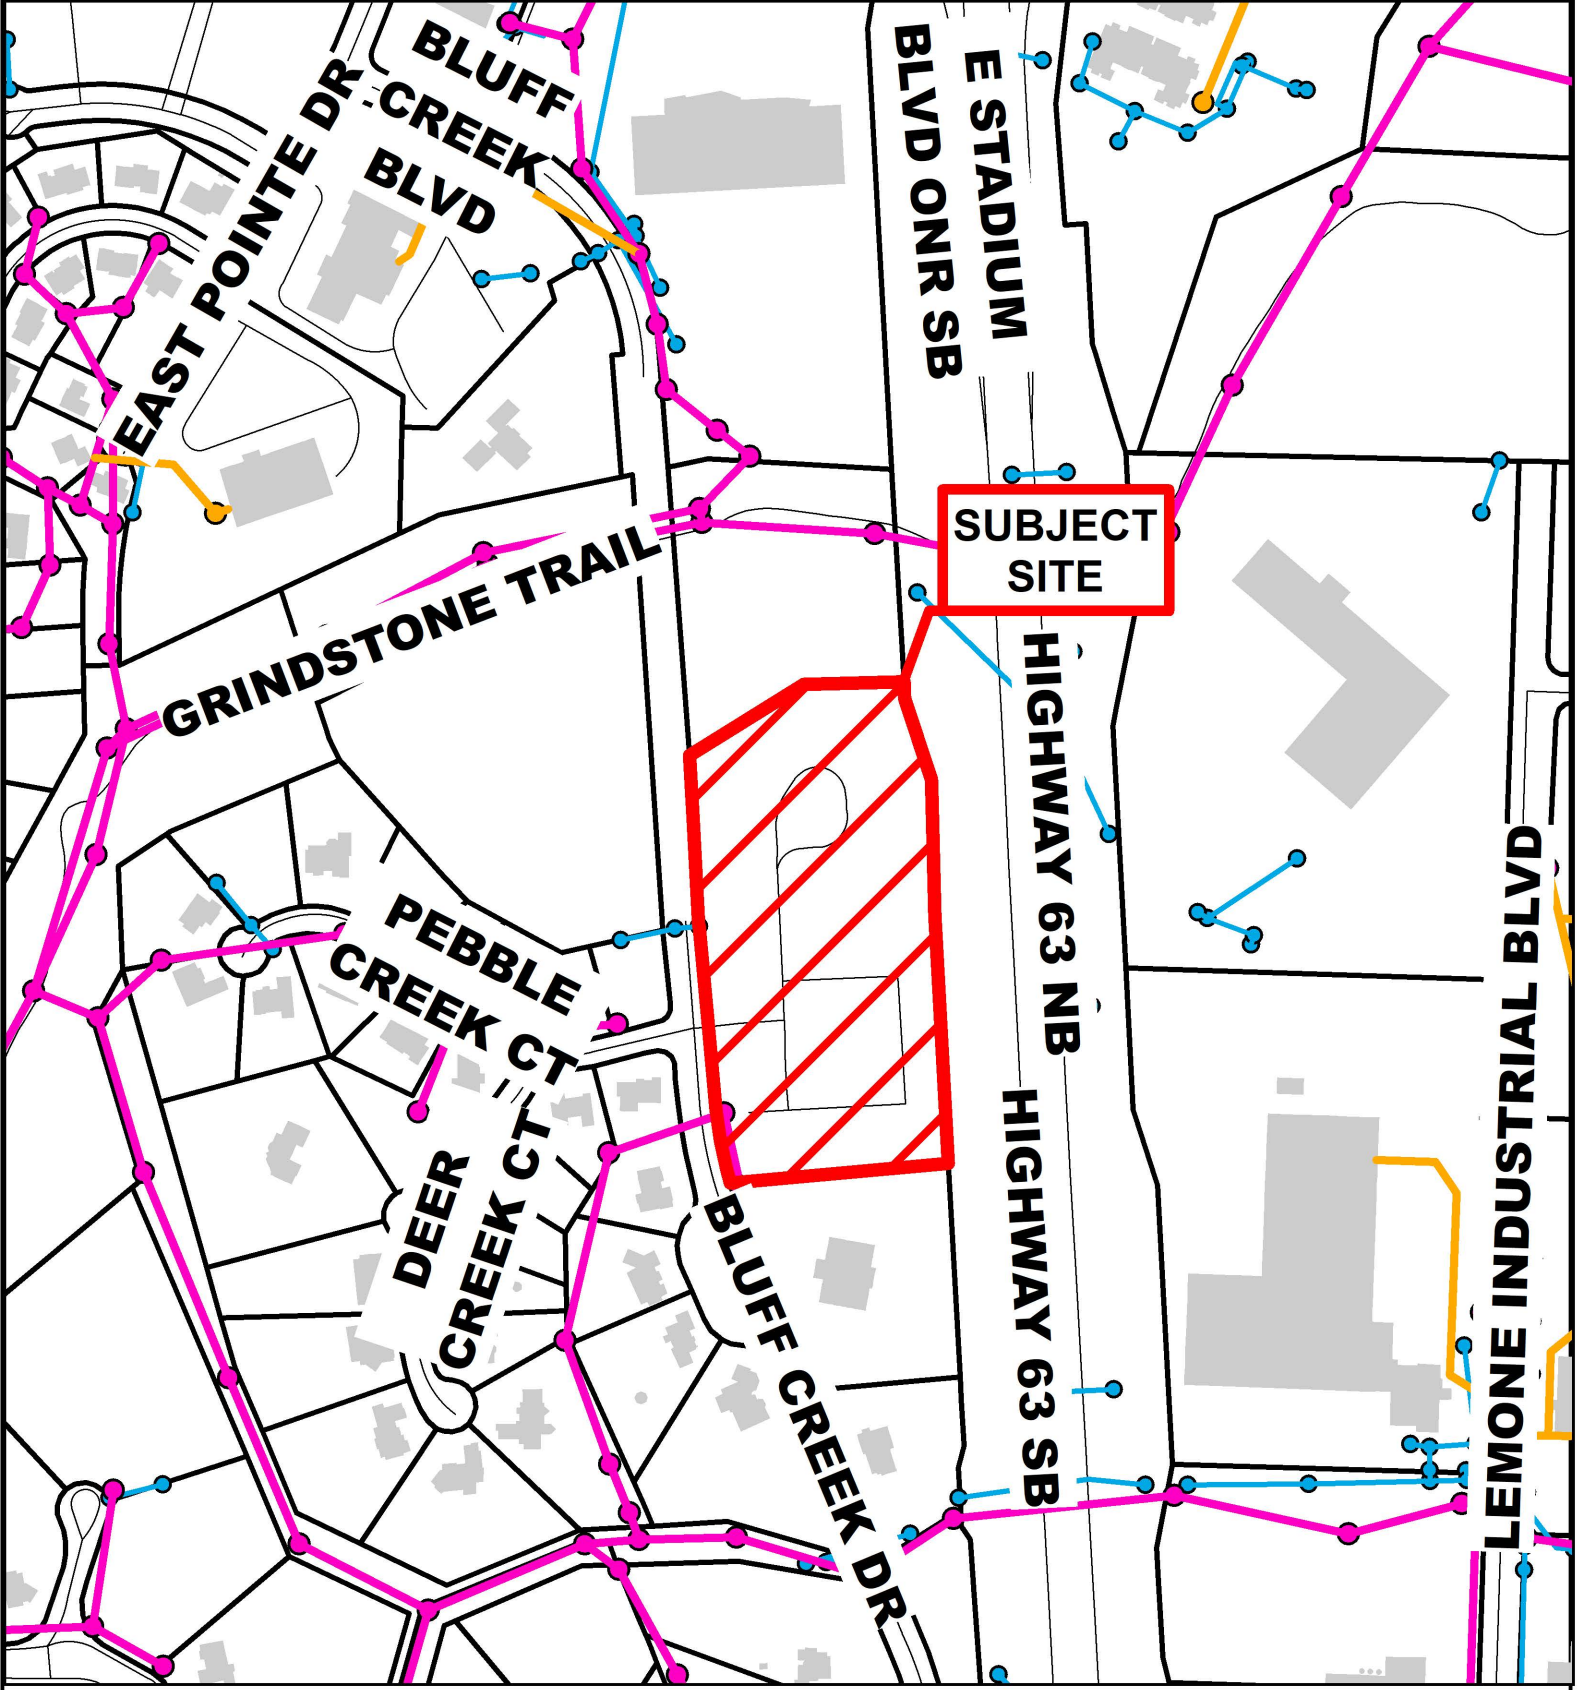 BLUFF
CREEK
BLVD
EAST POINTE DR
BLVD ONR SB
E STADIUM
SUBJECT
SITE
GRINDSTONE TRAIL
HIGHWAY 63 NB
PEBBLE
CREEK CT
DEER
CREEK CT
BLUFF CREEK DR
HIGHWAY 63 SB
LEMONE INDUSTRIAL BLVD